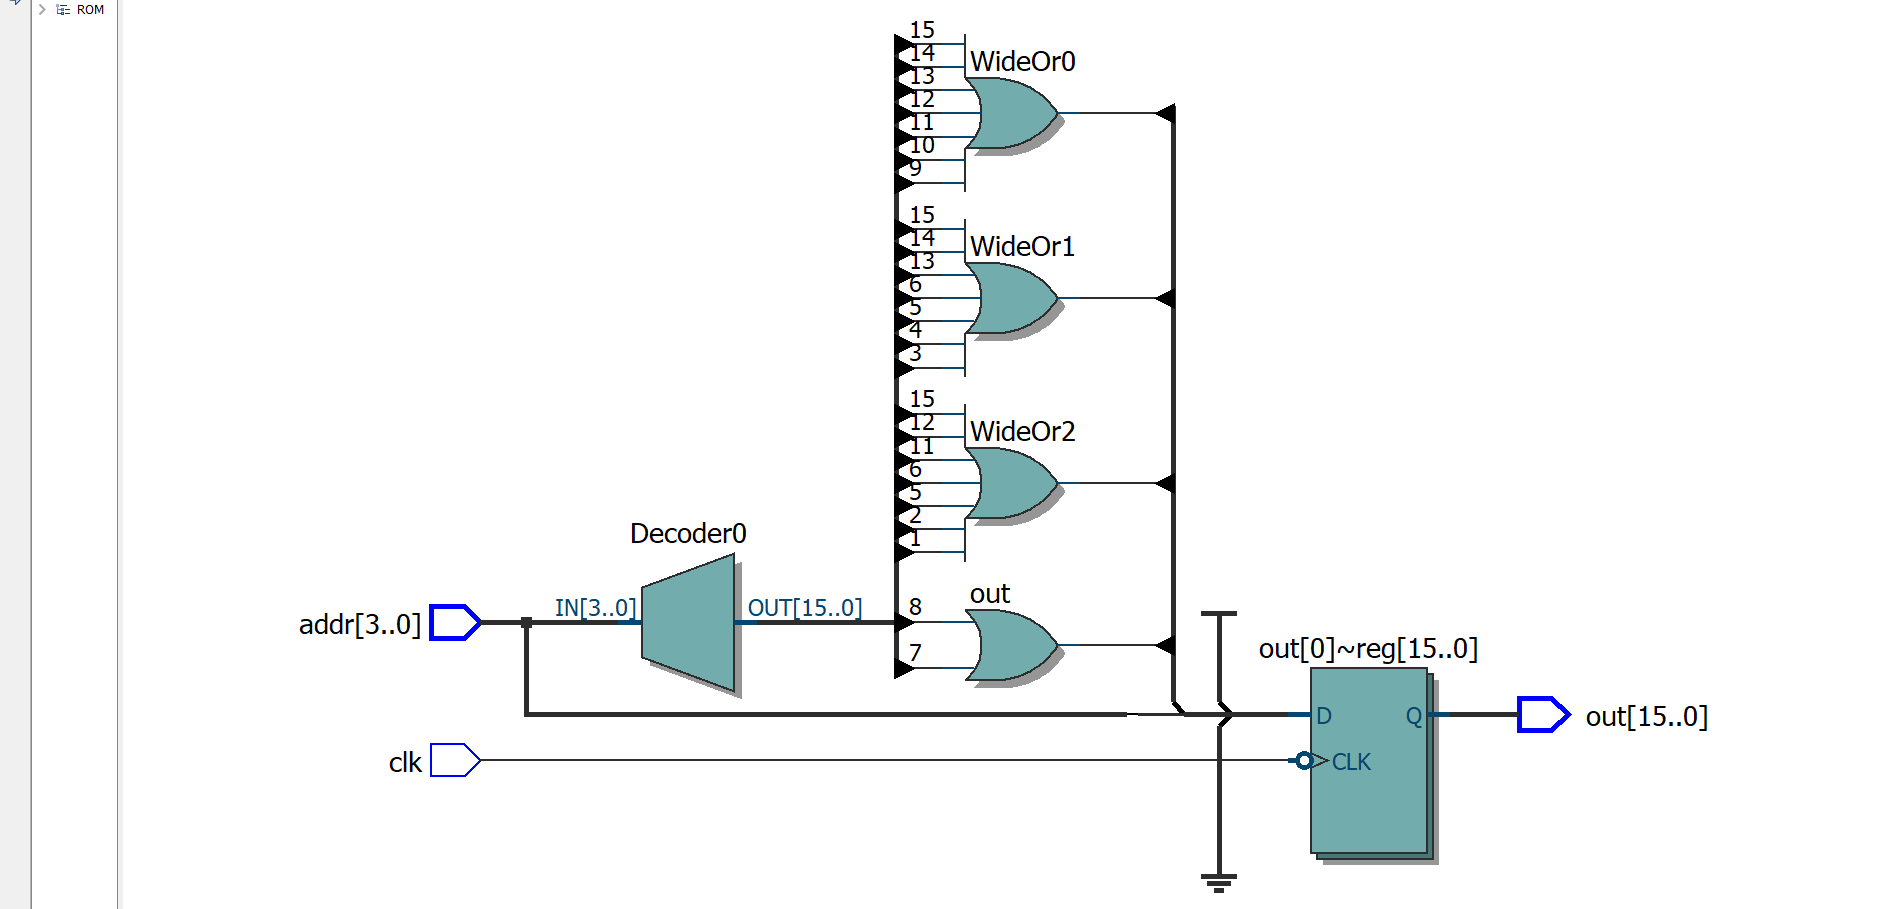 ROM
15
14
13
12
11
10
9
WideOr0
15
14
13
6
5
4
3
WideOr1
15
12
11
6
5
2
1
WideOr2
Decoder0
IN[3..0]
OUT[15..0]
addr[3..0]
8
7
out
out[0]~reg[15..0]
D
Q
CLK
out[15..0]
clk